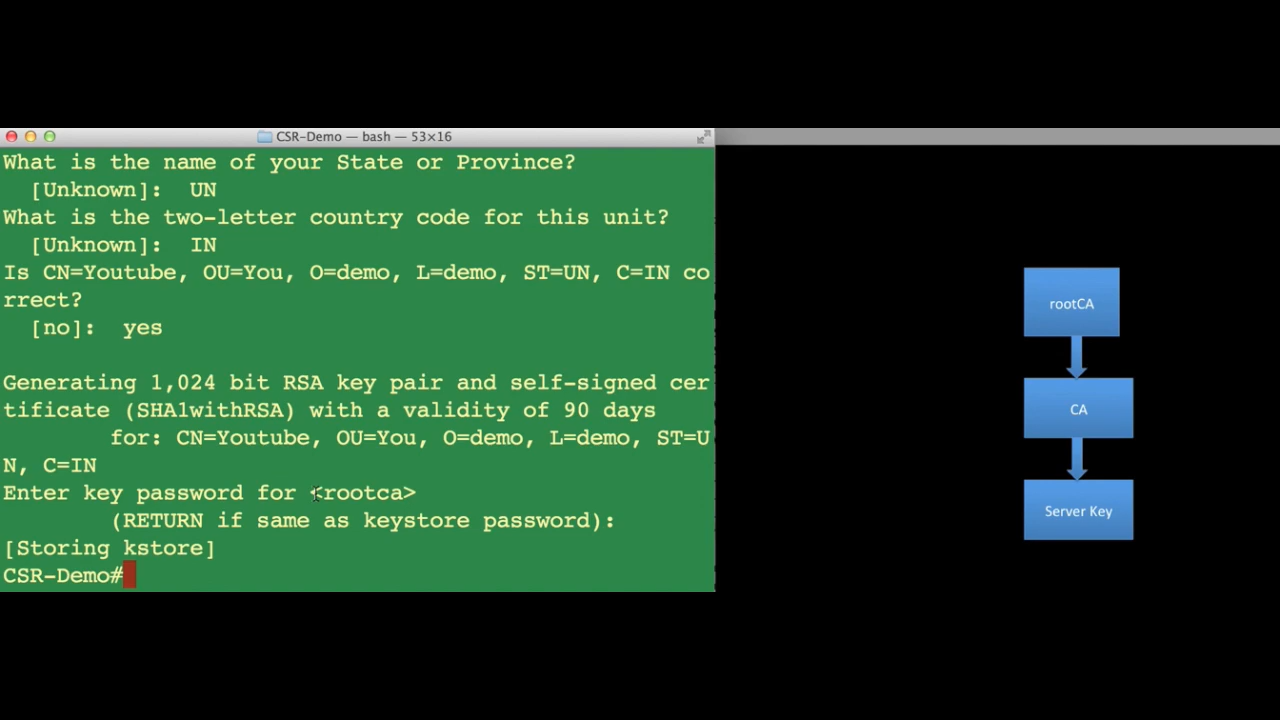 CSR-Demo — bash — 53×16
What is the name of your State or Province?
[Unknown]: UN
What is the two-letter country code for this unit?
[Unknown]: IN
Is CN=Youtube, OU=You, O=demo, L=demo, ST=UN, C=IN co
rrect?
[no]: yes
Generating 1,024 bit RSA key pair and self-signed cer
tificate (SHA1withRSA) with a validity of 90 days
for: CN=Youtube, OU=You, O=demo, L=demo, ST=U
N, C=IN
Enter key password for <rootca>
(RETURN if same as keystore password):
[Storing kstore]
CSR-Demo#
rootCA
CA
Server Key